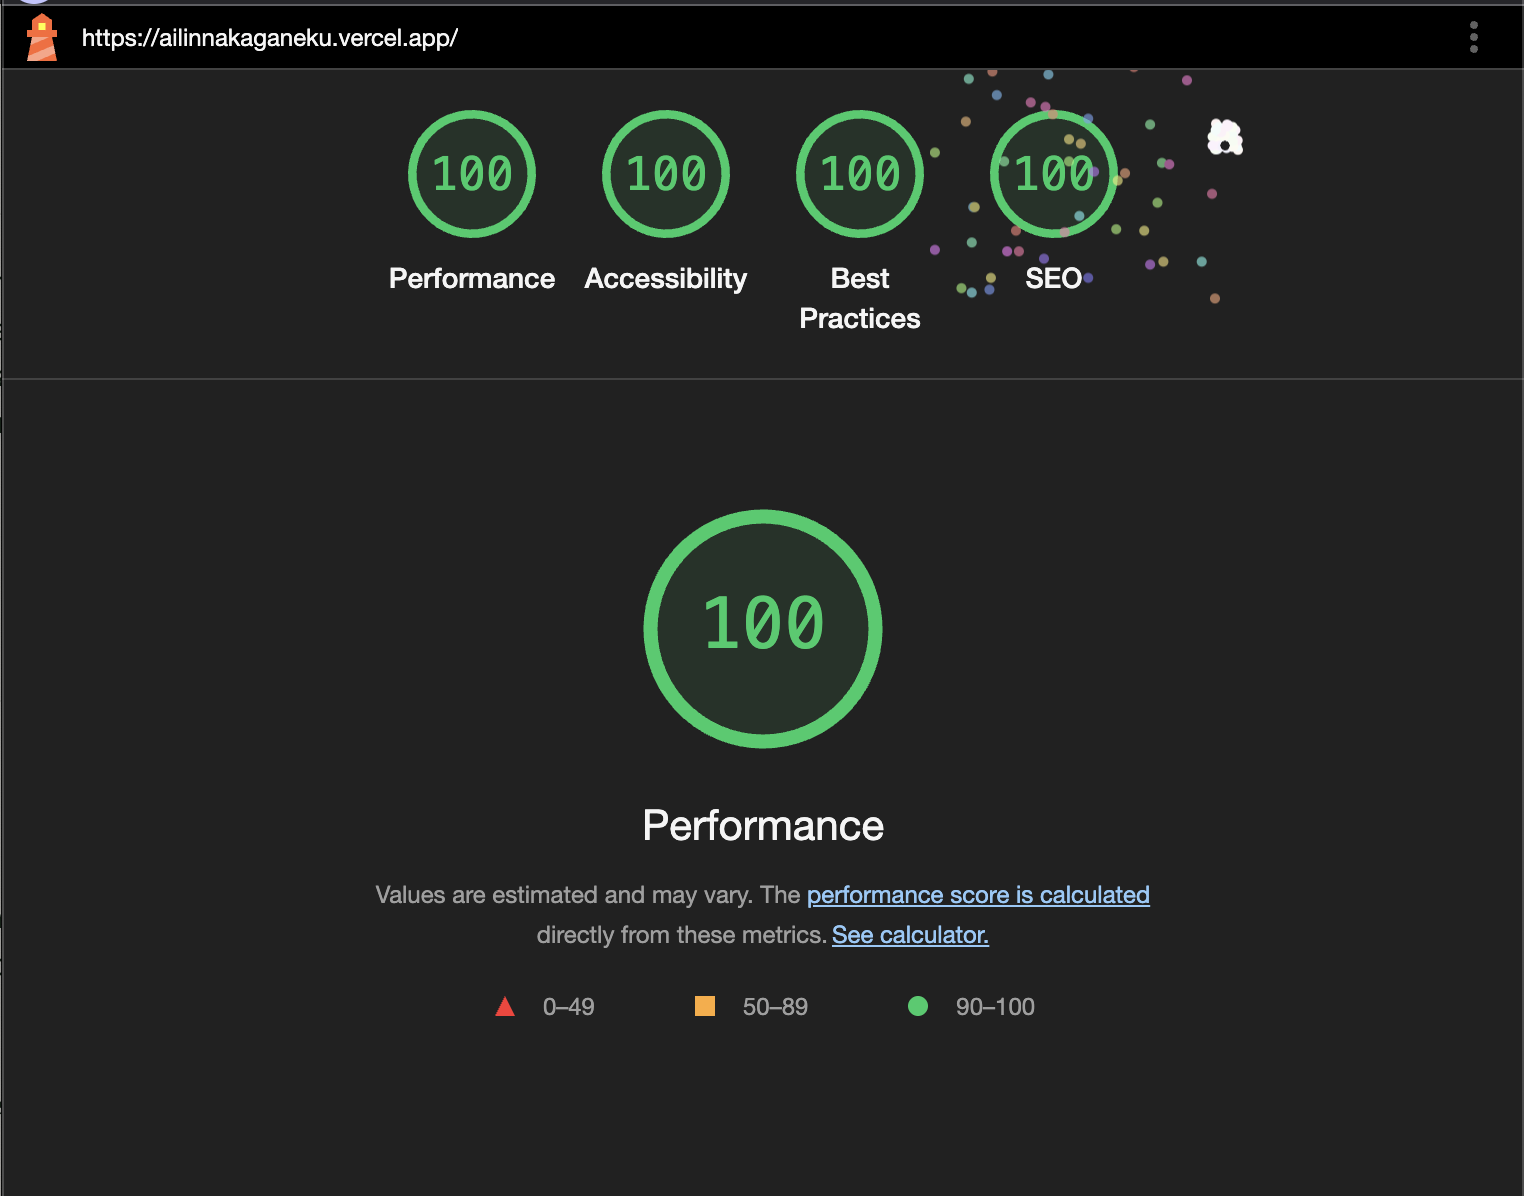 https://ailinnakaganeku.vercel.app/
100
100
100
100
Performance
Accessibility
Best
Practices
SEO
100
Performance
Values are estimated and may vary. The performance score is calculated
directly from these metrics. See calculator.
0–49
50–89
90–100